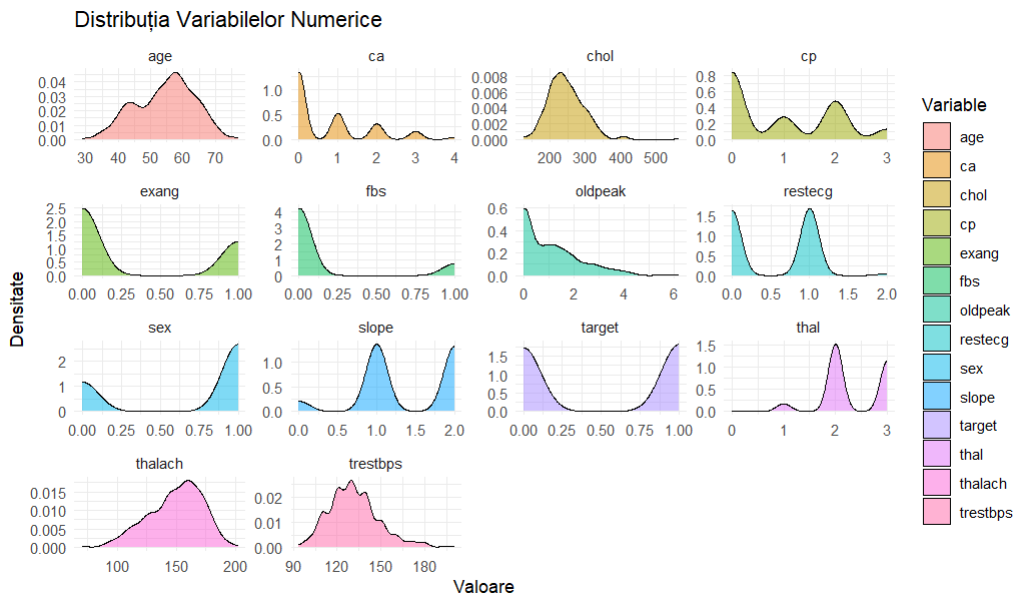 Distribuția Variabilelor Numerice
age
ca
chol
cp
0.04
0.03
0.02
0.01
0.00
30 40 50 60 70
1.0
0.5
0.0
0 1 2 3 4
0.008
0.006
0.004
0.002
0.000
200 300 400 500
0.8
0.6
0.4
0.2
0.0
0 1 2 3
exang
fbs
oldpeak
restecg
2.5
2.0
1.5
1.0
0.5
0.0
0.00 0.25 0.50 0.75 1.00
4
3
2
1
0
0.00 0.25 0.50 0.75 1.00
0.6
0.4
0.2
0.0
0 2 4 6
1.5
1.0
0.5
0.0
0.0 0.5 1.0 1.5 2.0
sex
slope
target
thal
2
1
0
0.00 0.25 0.50 0.75 1.00
1.0
0.5
0.0
0.0 0.5 1.0 1.5 2.0
1.5
1.0
0.5
0.0
0.00 0.25 0.50 0.75 1.00
1.5
1.0
0.5
0.0
0 1 2 3
thalach
trestbps
0.015
0.010
0.005
0.000
100 150 200
0.02
0.01
0.00
90 120 150 180
Densitate
Valoare
Variable
age
ca
chol
cp
exang
fbs
oldpeak
restecg
sex
slope
target
thal
thalach
trestbps